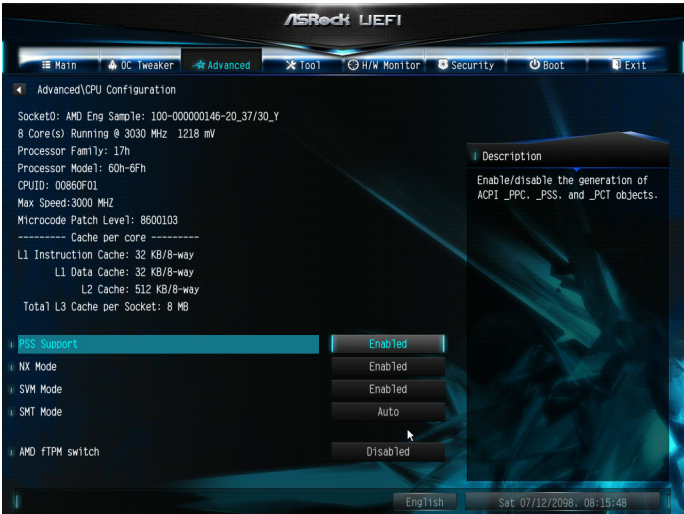 ASRock UEFI
Main OC Tweaker Advanced Tool H/W Monitor Security Boot Exit
Advanced\CPU Configuration
Socket0: AMD Eng Sample: 100-000000146-20_37/30_Y
8 Core(s) Running @ 3030 MHz 1218 mV
Processor Family: 17h
Processor Model: 60h-6Fh
CPUID: 00860F01
Max Speed:3000 MHZ
Microcode Patch Level: 8600103
--------- Cache per core ---------
L1 Instruction Cache: 32 KB/8-way
L1 Data Cache: 32 KB/8-way
L2 Cache: 512 KB/8-way
Total L3 Cache per Socket: 8 MB
PSS Support Enabled
NX Mode Enabled
SVM Mode Enabled
SMT Mode Auto
AMD fTPM switch Disabled
Description
Enable/disable the generation of
ACPI _PPC, _PSS, and _PCT objects.
English Sat 07/12/2098, 08:15:48